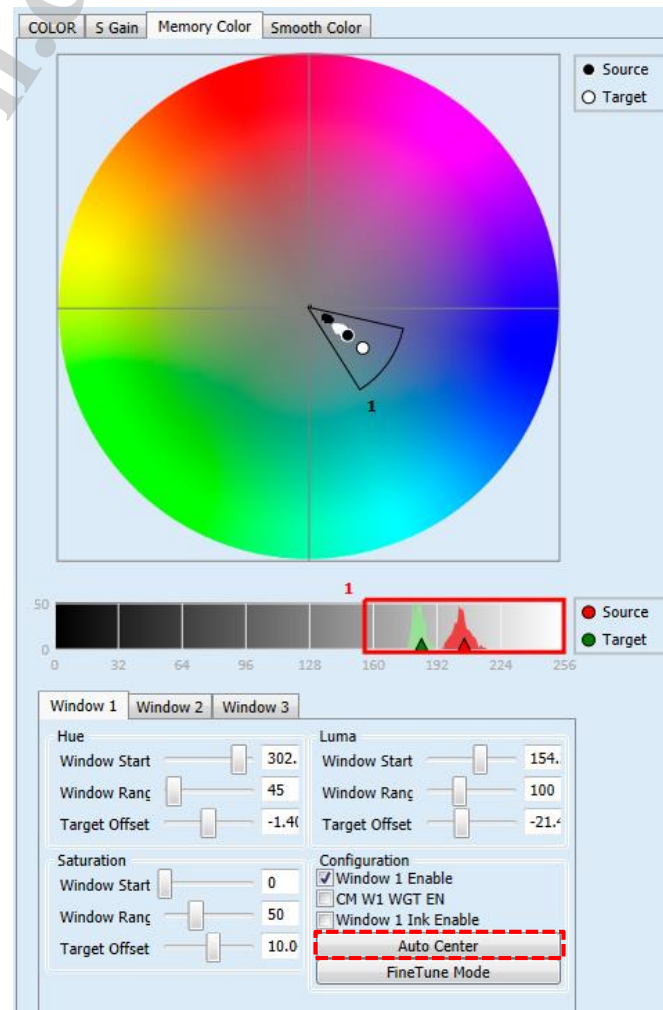 COLOR S Gain Memory Color Smooth Color
Source
Target
1
1
50
0
0 32 64 96 128 160 192 224 256
Source
Target
Window 1 Window 2 Window 3
Hue
Window Start 302.
Window Rang 45
Target Offset -1.40
Luma
Window Start 154.
Window Rang 100
Target Offset -21.4
Saturation
Window Start 0
Window Rang 50
Target Offset 10.0
Configuration
Window 1 Enable
CM W1 WGT EN
Window 1 Ink Enable
Auto Center
FineTune Mode